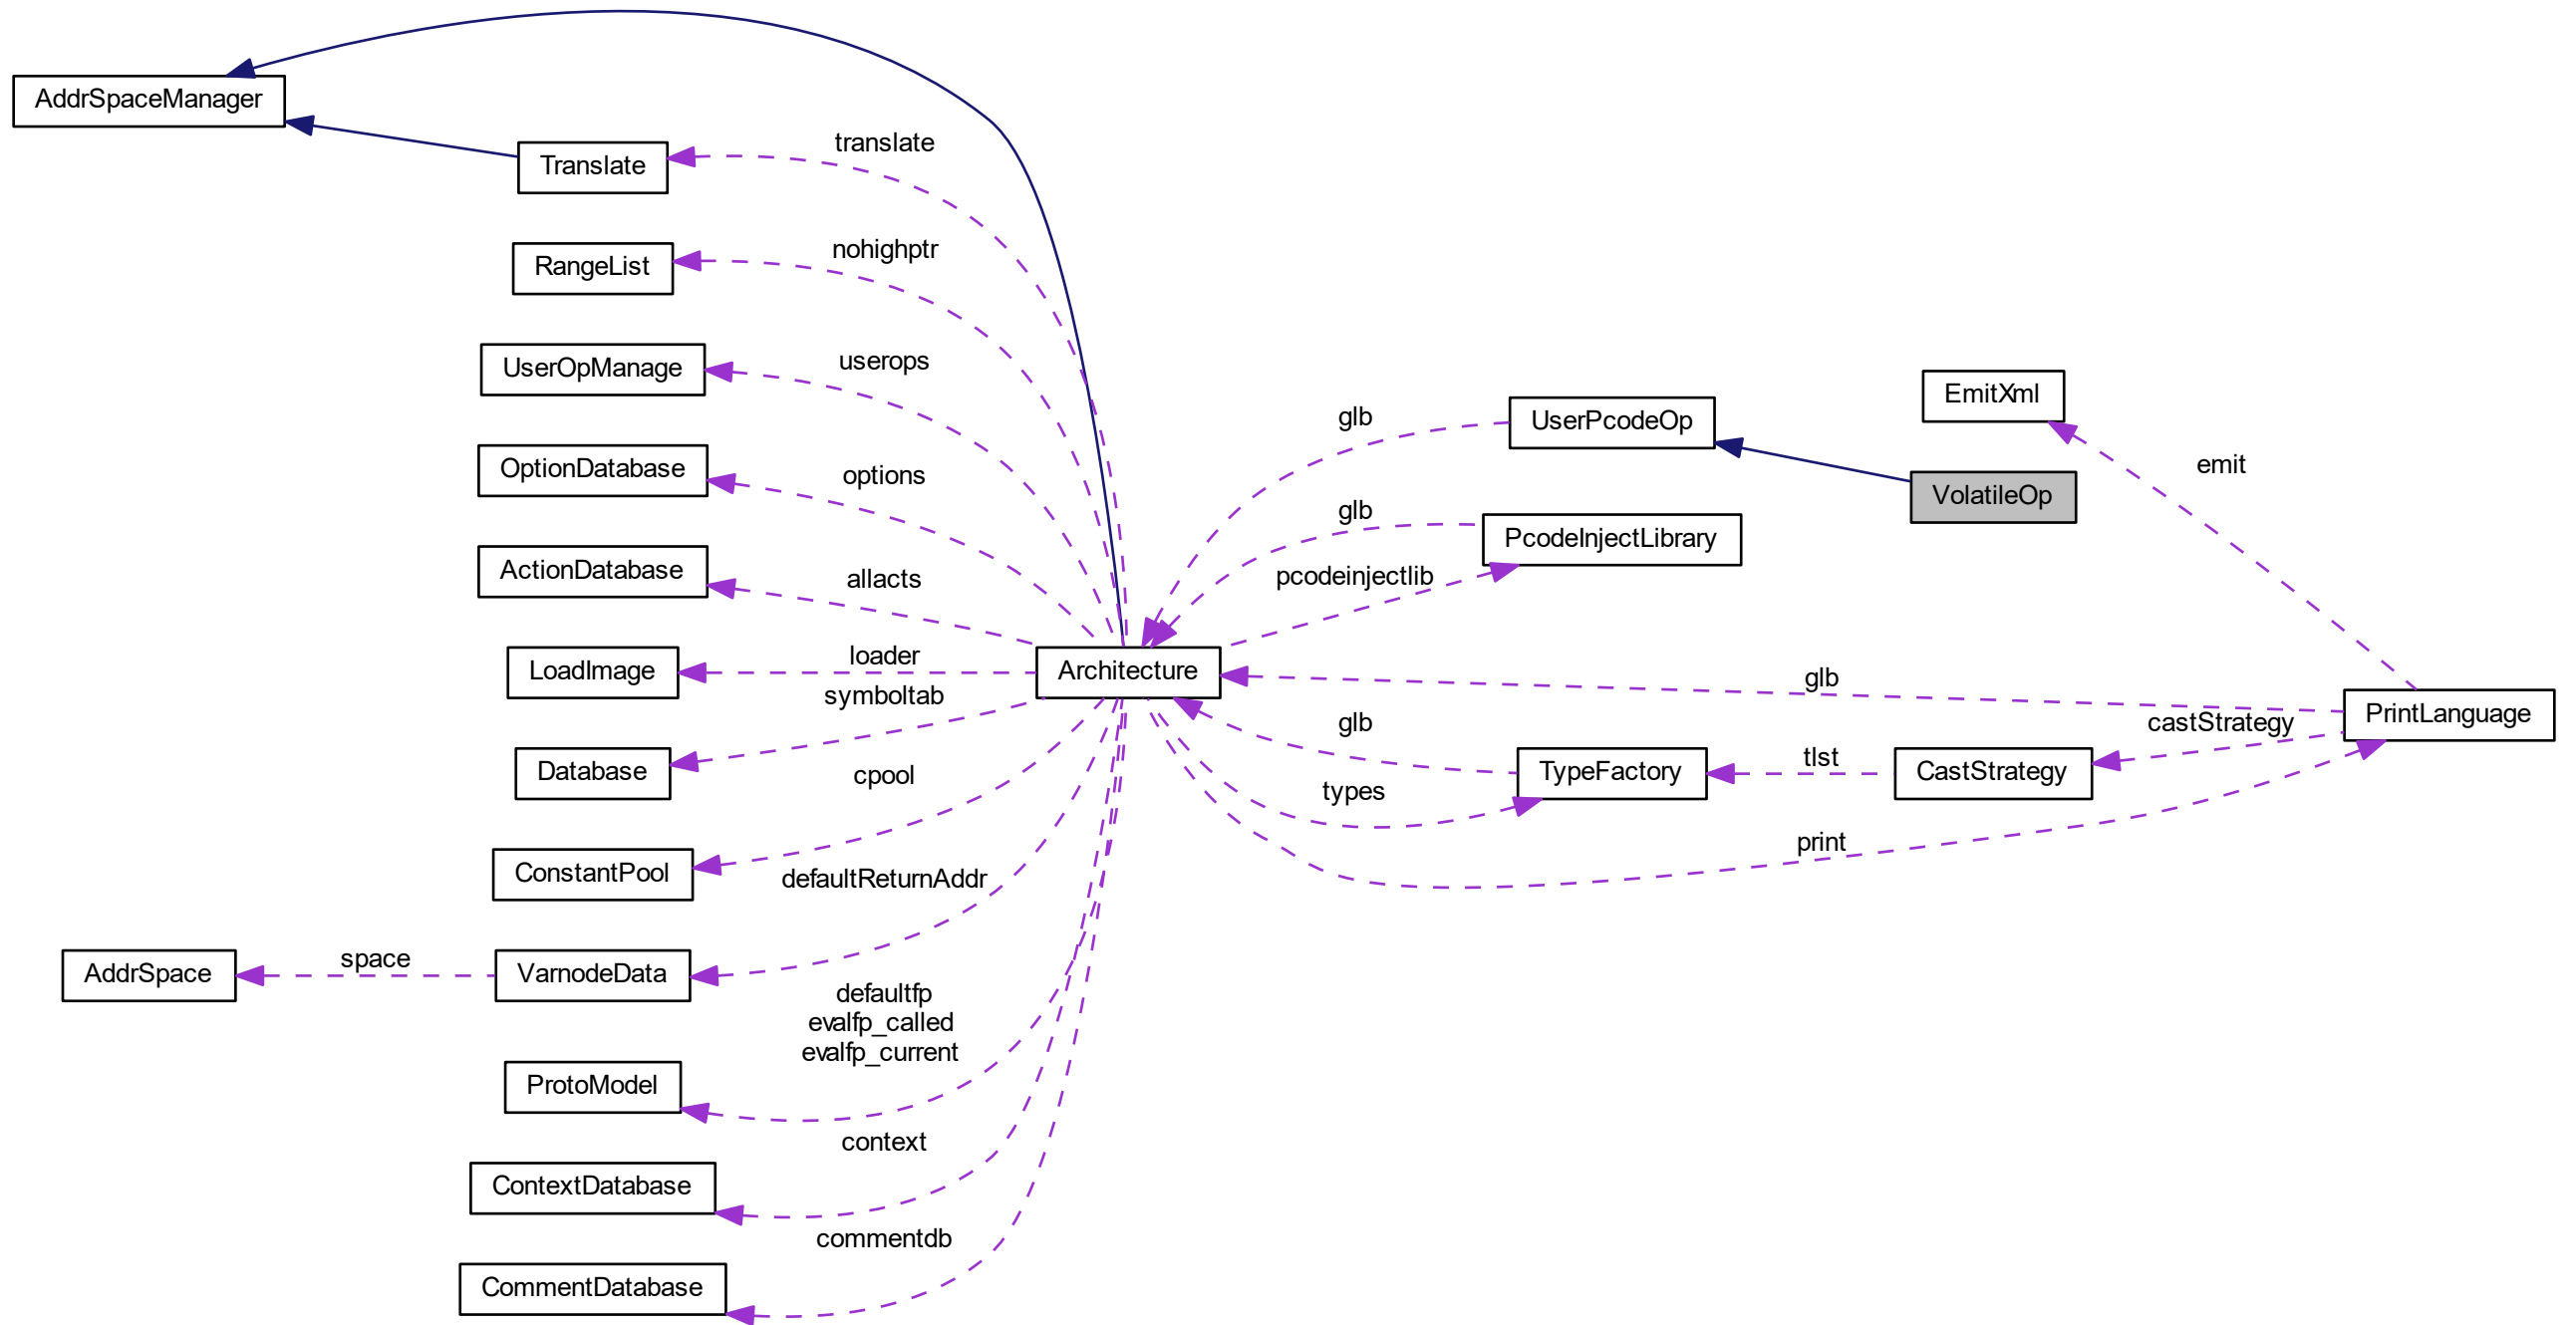 AddrSpaceManager
translate
Translate
nohighptr
RangeList
userops
UserOpManage
EmitXml
glb
UserPcodeOp
emit
options
OptionDatabase
VolatileOp
glb
PcodeInjectLibrary
allacts
ActionDatabase
pcodeinjectlib
loader
LoadImage
Architecture
glb
symboltab
PrintLanguage
glb
castStrategy
Database
tlst
TypeFactory
CastStrategy
cpool
types
print
ConstantPool
defaultReturnAddr
space
AddrSpace
VarnodeData
defaultfp
evalfp_called
evalfp_current
ProtoModel
context
ContextDatabase
commentdb
CommentDatabase